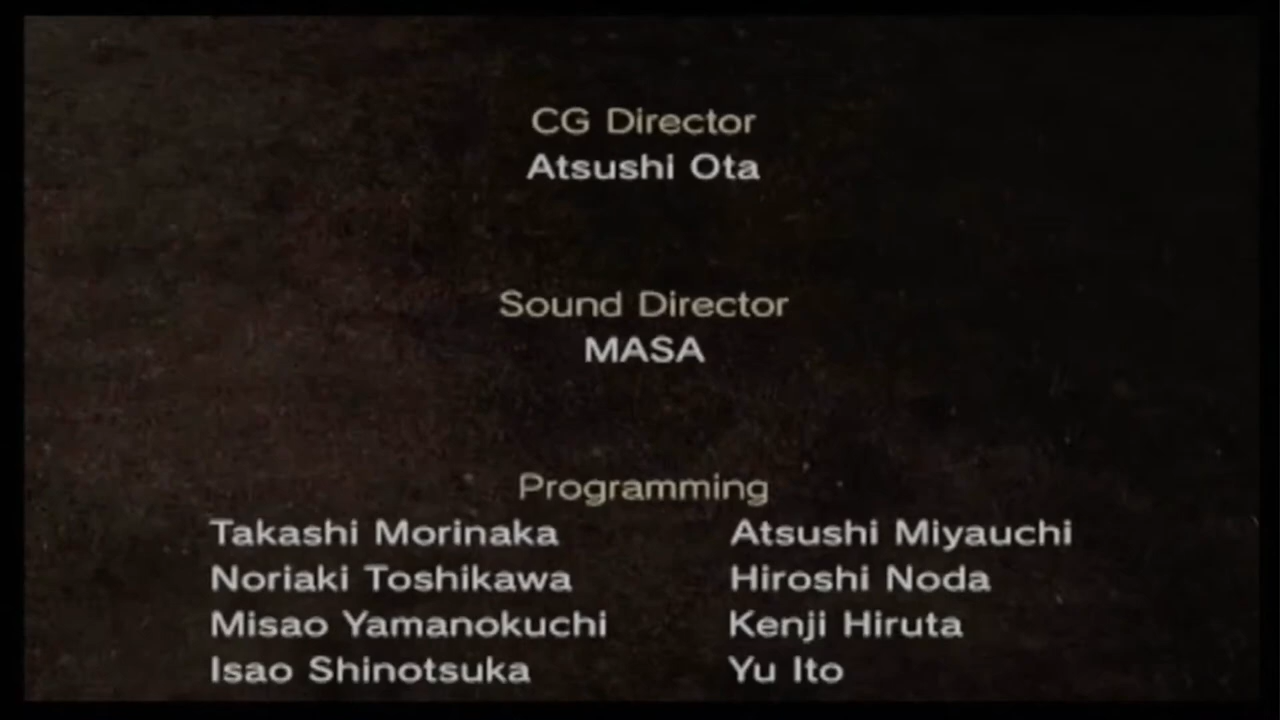 CG Director
Atsushi Ota
Sound Director
MASA
Programming
Takashi Morinaka
Atsushi Miyauchi
Noriaki Toshikawa
Hiroshi Noda
Misao Yamanokuchi
Kenji Hiruta
Isao Shinotsuka
Yu Ito